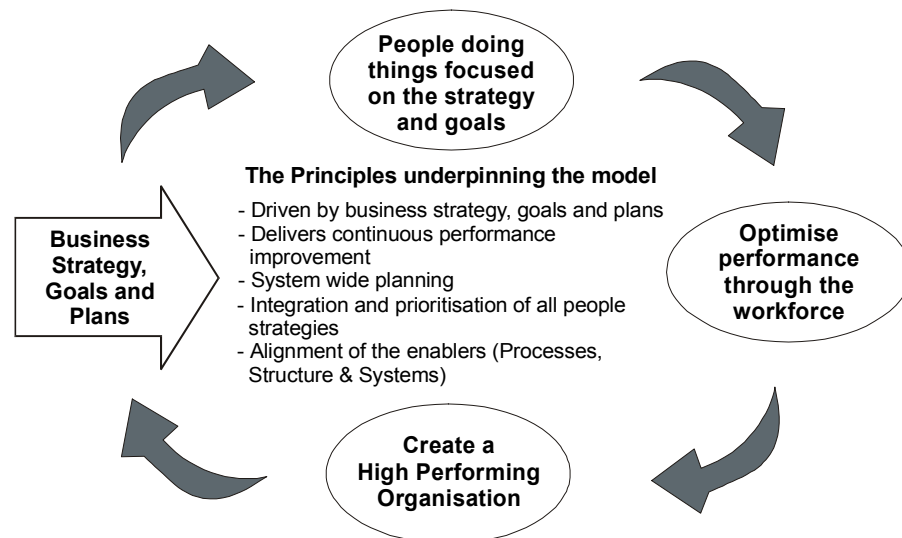 People doing
things focused
on the strategy
and goals
The Principles underpinning the model
- Driven by business strategy, goals and plans
- Delivers continuous performance
improvement
- System wide planning
- Integration and prioritisation of all people
strategies
- Alignment of the enablers (Processes,
Structure & Systems)
Business
Strategy,
Goals and
Plans
Optimise
performance
through the
workforce
Create a
High Performing
Organisation